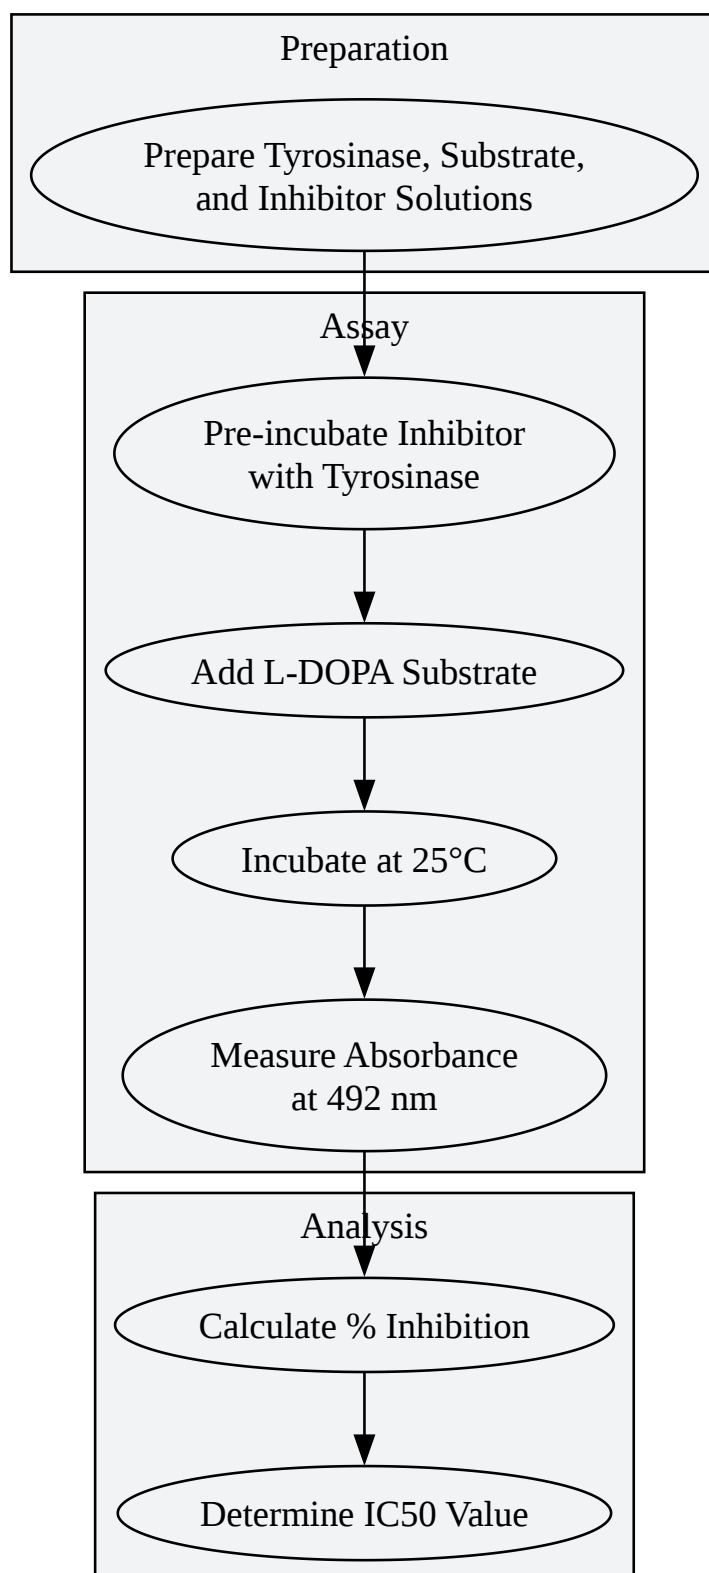 Preparation
Prepare Tyrosinase, Substrate,
and Inhibitor Solutions
Assay
Pre-incubate Inhibitor
with Tyrosinase
Add L-DOPA Substrate
Incubate at 25°C
Measure Absorbance
at 492 nm
Analysis
Calculate % Inhibition
Determine IC50 Value